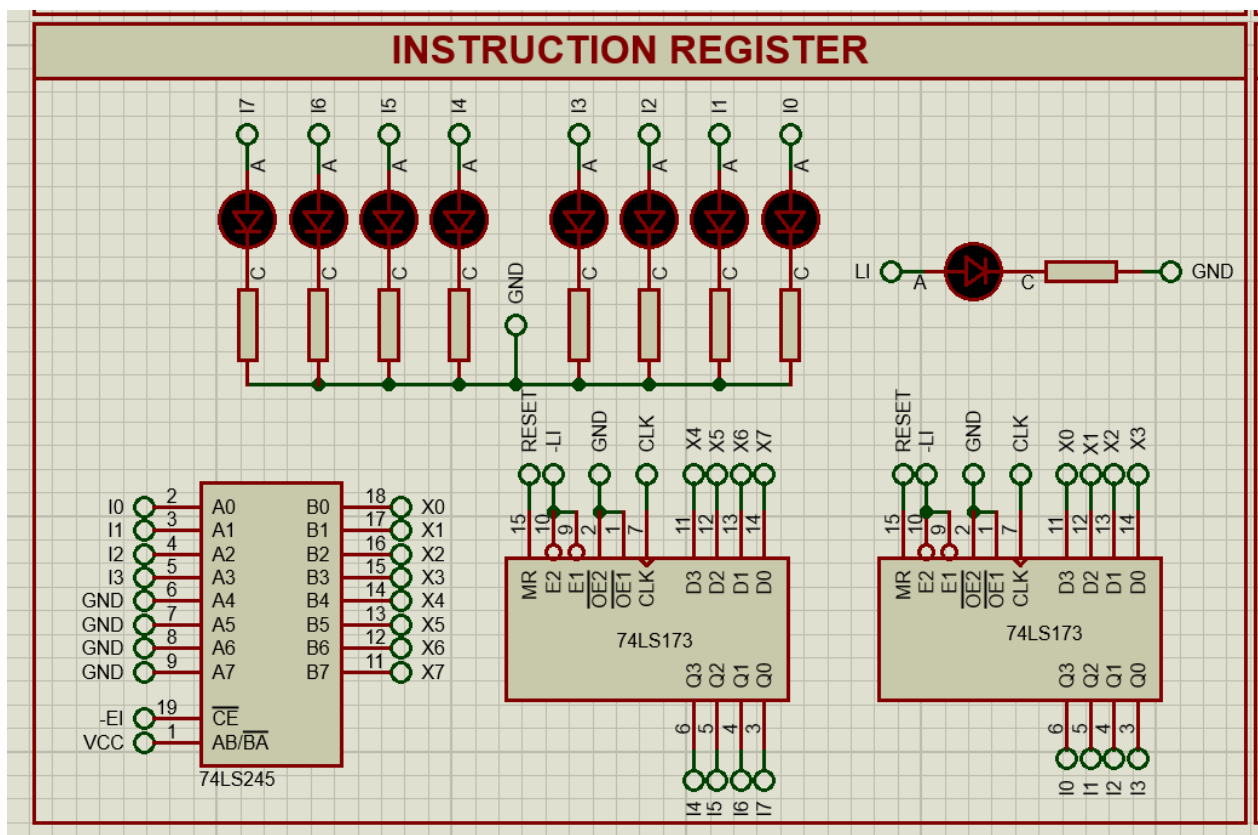 INSTRUCTION REGISTER
I7 I6 I5 I4 I3 I2 I1 I0
A A A A A A A A
C C C C C C C C
GND
LI A C GND
RESET -LI GND CLK X4 X5 X6 X7
15 10 9 2 1 7 11 12 13 14
MR E2 E1 OE2 OE1 CLK D3 D2 D1 D0
74LS173
Q3 Q2 Q1 Q0
6 5 4 3
I4 I5 I6 I7
RESET -LI GND CLK X0 X1 X2 X3
15 10 9 2 1 7 11 12 13 14
MR E2 E1 OE2 OE1 CLK D3 D2 D1 D0
74LS173
Q3 Q2 Q1 Q0
6 5 4 3
I0 I1 I2 I3
I0 2 A0 B0 18 X0
I1 3 A1 B1 17 X1
I2 4 A2 B2 16 X2
I3 5 A3 B3 15 X3
GND 6 A4 B4 14 X4
GND 7 A5 B5 13 X5
GND 8 A6 B6 12 X6
GND 9 A7 B7 11 X7
-EI 19 CE
VCC 1 AB/BA
74LS245